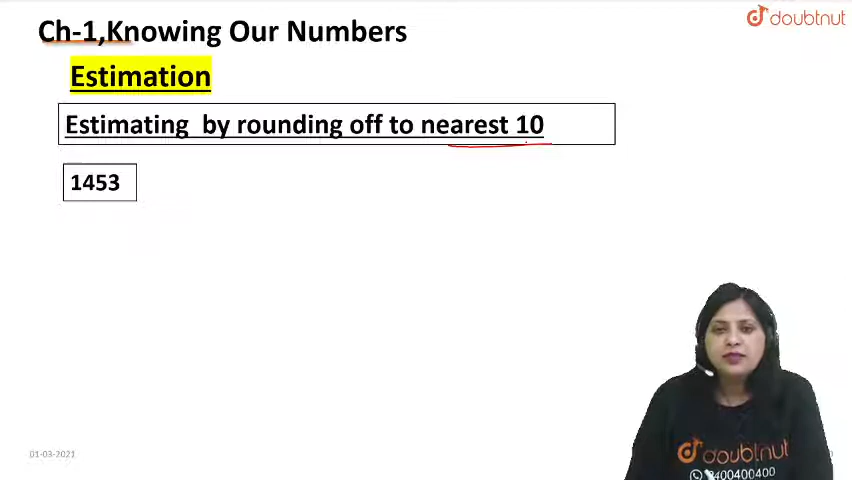 Ch-1,Knowing Our Numbers
doubtnut
Estimation
Estimating by rounding off to nearest 10
1453
doubtnut
8400400400
01-03-2021